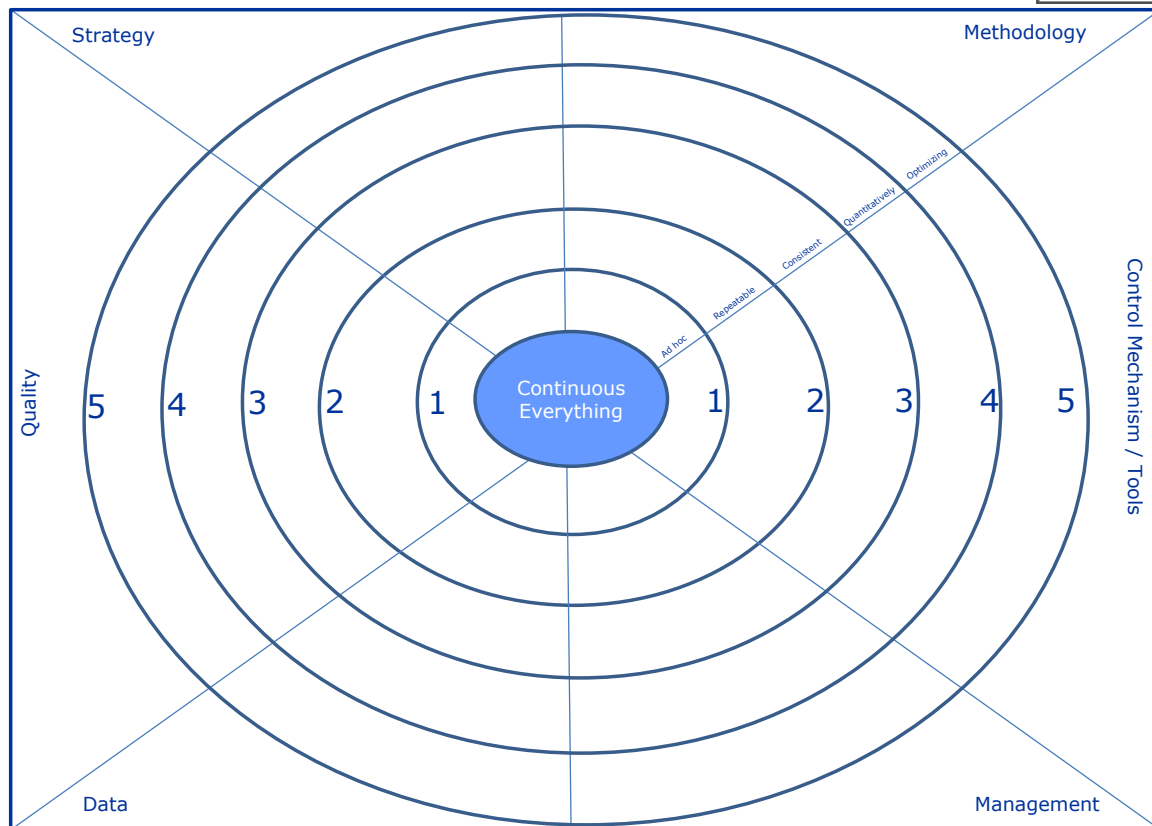 Strategy
Methodology
Optimizing
Quantitatively
Consistent
Repeatable
Ad hoc
Quality
5 4 3 2 1
Continuous
Everything
1 2 3 4 5
Control Mechanism / Tools
Data
Management